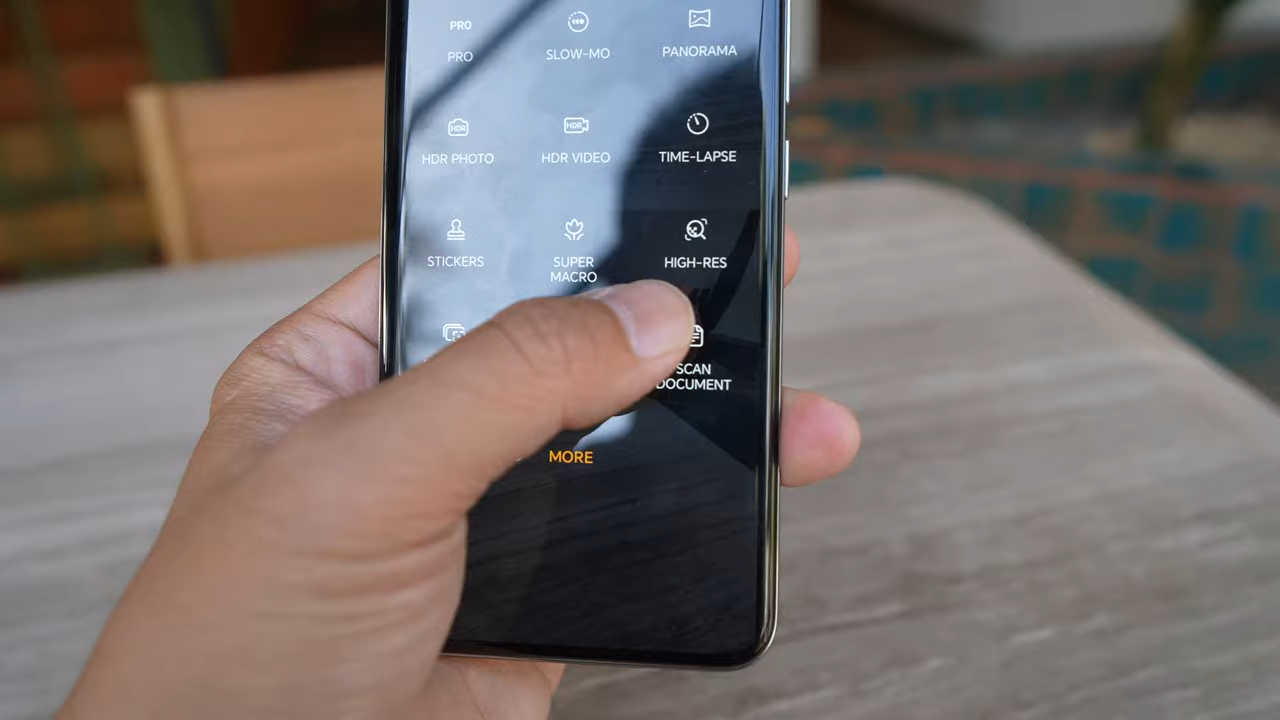 PRO
PRO
SLOW-MO
PANORAMA
HDR
HDR PHOTO
HDR
HDR VIDEO
TIME-LAPSE
STICKERS
SUPER
MACRO
HIGH-RES
SCAN
DOCUMENT
MORE